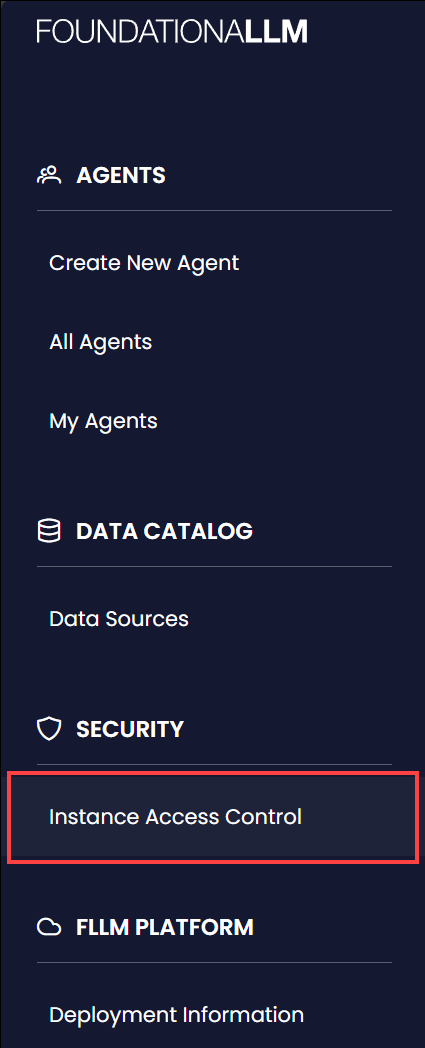 FOUNDATIONALLM
AGENTS
Create New Agent
All Agents
My Agents
DATA CATALOG
Data Sources
SECURITY
Instance Access Control
FLLM PLATFORM
Deployment Information